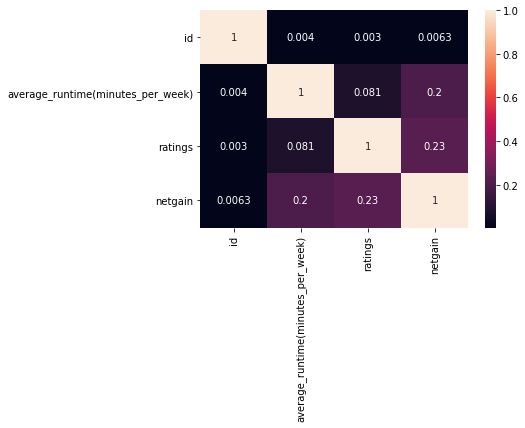 id 1 0.004 0.003 0.0063
average_runtime(minutes_per_week) 0.004 1 0.081 0.2
ratings 0.003 0.081 1 0.23
netgain 0.0063 0.2 0.23 1
id average_runtime(minutes_per_week) ratings netgain
1.0
0.8
0.6
0.4
0.2